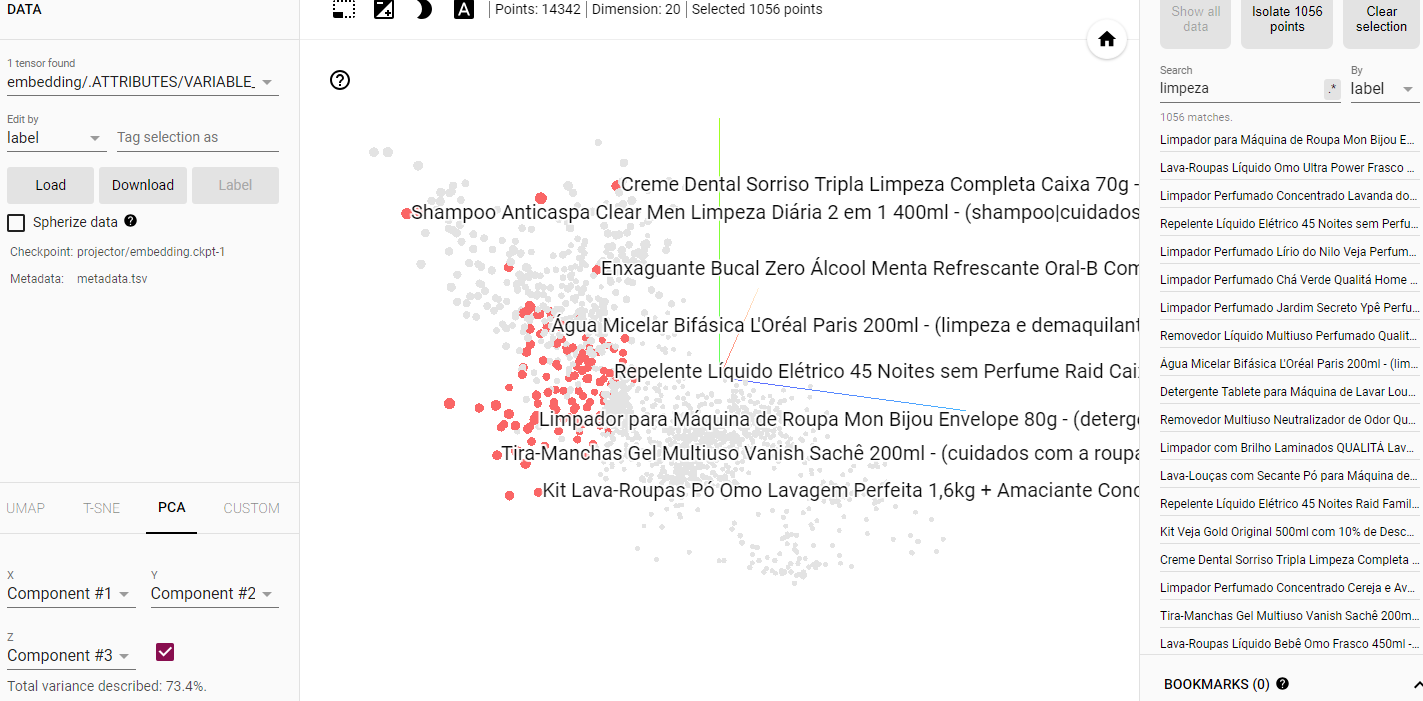 DATA
1 tensor found
embedding/.ATTRIBUTES/VARIABLE_
Edit by
label
Tag selection as
Load
Download
Label
Spherize data
Checkpoint: projector/embedding.ckpt-1
Metadata: metadata.tsv
UMAP
T-SNE
PCA
CUSTOM
X
Component #1
Y
Component #2
Z
Component #3
Total variance described: 73.4%.
A
Points: 14342 | Dimension: 20 | Selected 1056 points
Creme Dental Sorriso Tripla Limpeza Completa Caixa 70g -
Shampoo Anticaspa Clear Men Limpeza Diária 2 em 1 400ml - (shampoo|cuidados
Enxaguante Bucal Zero Álcool Menta Refrescante Oral-B Com
Água Micelar Bifásica L'Oréal Paris 200ml - (limpeza e demaquilant
Repelente Líquido Elétrico 45 Noites sem Perfume Raid Cai
Limpador para Máquina de Roupa Mon Bijou Envelope 80g - (deterg
Tira-Manchas Gel Multiuso Vanish Sachê 200ml - (cuidados com a roupa
Kit Lava-Roupas Pó Omo Lavagem Perfeita 1,6kg + Amaciante Conc
Show all data
Isolate 1056 points
Clear selection
Search
limpeza
.*
By
label
1056 matches.
Limpador para Máquina de Roupa Mon Bijou E...
Lava-Roupas Líquido Omo Ultra Power Frasco ...
Limpador Perfumado Concentrado Lavanda do...
Repelente Líquido Elétrico 45 Noites sem Perfu...
Limpador Perfumado Lírio do Nilo Veja Perfum...
Limpador Perfumado Chá Verde Qualitá Home ...
Limpador Perfumado Jardim Secreto Ypê Perfu...
Removedor Líquido Multiuso Perfumado Qualit...
Água Micelar Bifásica L'Oréal Paris 200ml - (lim...
Detergente Tablete para Máquina de Lavar Lou...
Removedor Multiuso Neutralizador de Odor Qu...
Limpador com Brilho Laminados QUALITÁ Lav...
Lava-Louças com Secante Pó para Máquina de...
Repelente Líquido Elétrico 45 Noites Raid Famil...
Kit Veja Gold Original 500ml com 10% de Desc...
Creme Dental Sorriso Tripla Limpeza Completa ...
Limpador Perfumado Concentrado Cereja e Av...
Tira-Manchas Gel Multiuso Vanish Sachê 200m...
Lava-Roupas Líquido Bebê Omo Frasco 450ml -...
BOOKMARKS (0)